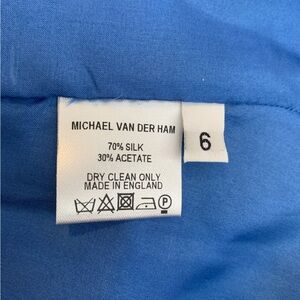 MICHAEL VAN DER HAM
6
70% SILK
30% ACETATE
DRY CLEAN ONLY
MADE IN ENGLAND
P